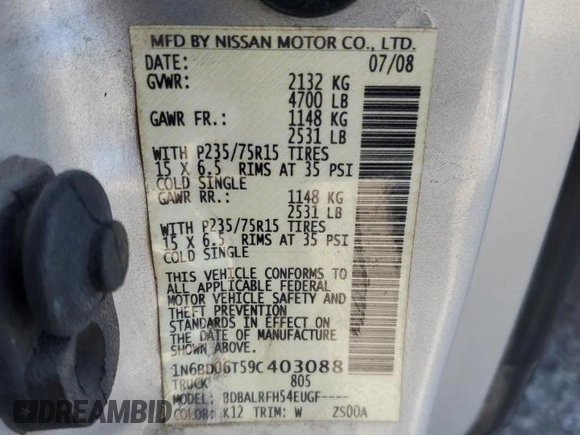 MFD BY NISSAN MOTOR CO., LTD.
DATE: 07/08
GVWR: 2132 KG
4700 LB
GAWR FR.: 1148 KG
2531 LB
WITH P235/75R15 TIRES
15 X 6.5 RIMS AT 35 PSI
COLD SINGLE
GAWR RR.: 1148 KG
2531 LB
WITH P235/75R15 TIRES
15 X 6.5 RIMS AT 35 PSI
COLD SINGLE
THIS VEHICLE CONFORMS TO
ALL APPLICABLE FEDERAL
MOTOR VEHICLE SAFETY AND
THEFT PREVENTION
STANDARDS IN EFFECT ON
THE DATE OF MANUFACTURE
SHOWN ABOVE.
1N6BD06T59C403088
TRUCK 805
MODEL: BDBALRFH54EUGF----
COLOR: K12 TRIM: W ZS00A